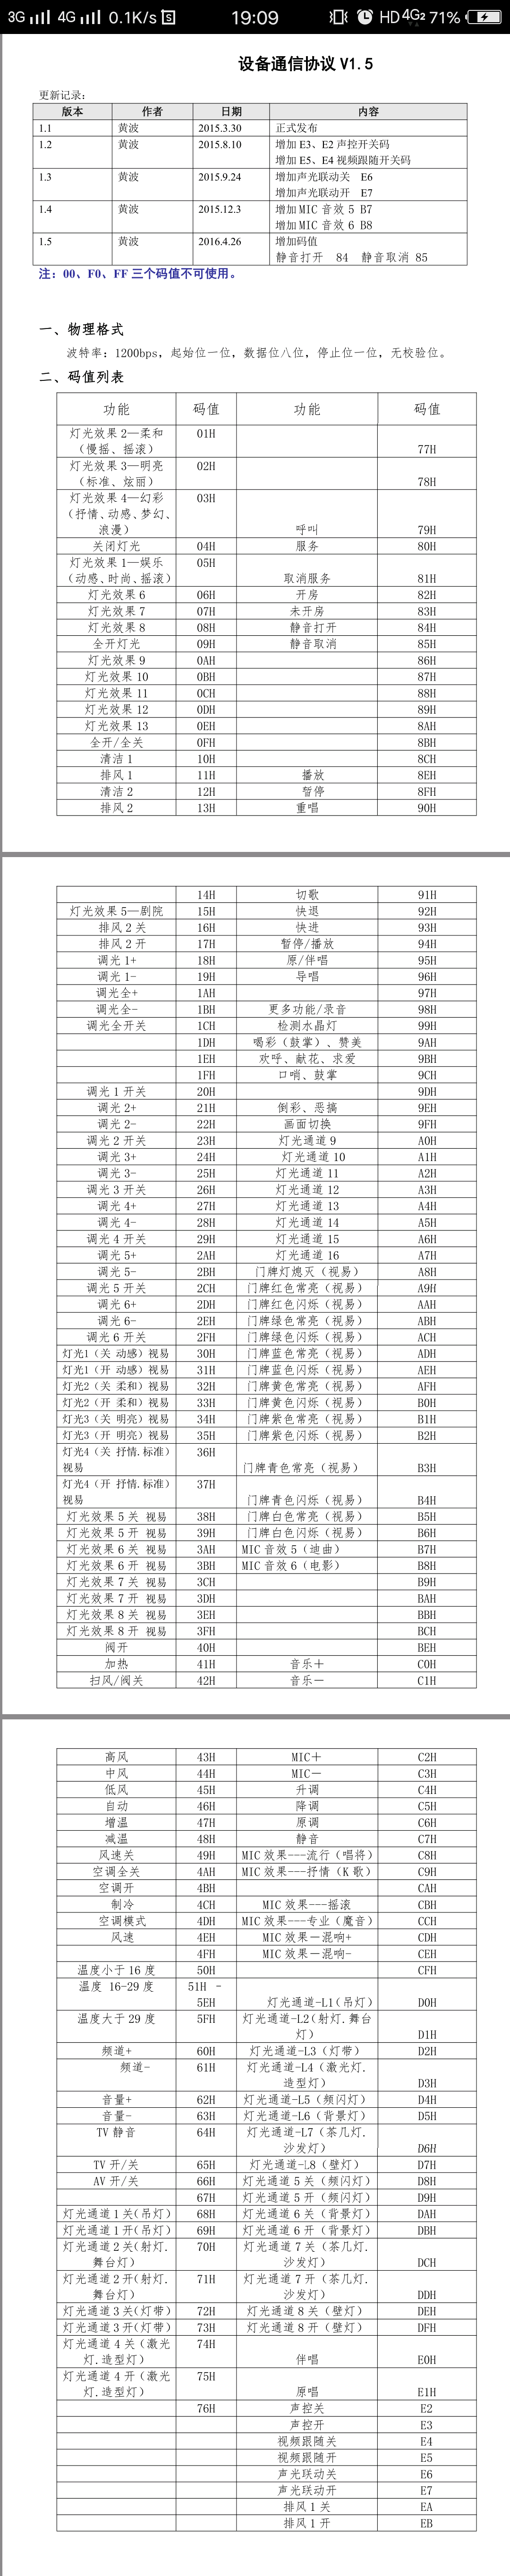 3G 4G 0.1K/s 19:09 HD 4G2 71%
设备通信协议 V1.5
更新记录：
版本 作者 日期 内容
1.1 黄波 2015.3.30 正式发布
1.2 黄波 2015.8.10 增加 E3、E2 声控开关码
增加 E5、E4 视频跟随开关码
1.3 黄波 2015.9.24 增加声光联动关 E6
增加声光联动开 E7
1.4 黄波 2015.12.3 增加 MIC 音效 5 B7
增加 MIC 音效 6 B8
1.5 黄波 2016.4.26 增加码值
静音打开 84 静音取消 85
注：00、F0、FF 三个码值不可使用。
一、物理格式
波特率：1200bps，起始位一位，数据位八位，停止位一位，无校验位。
二、码值列表
功能 码值 功能 码值
灯光效果 2—柔和 01H
（慢摇、摇滚） 77H
灯光效果 3—明亮 02H
（标准、炫丽） 78H
灯光效果 4—幻彩 03H
（抒情、动感、梦幻、
浪漫） 呼叫 79H
关闭灯光 04H 服务 80H
灯光效果 1—娱乐 05H
（动感、时尚、摇滚） 取消服务 81H
灯光效果 6 06H 开房 82H
灯光效果 7 07H 未开房 83H
灯光效果 8 08H 静音打开 84H
全开灯光 09H 静音取消 85H
灯光效果 9 0AH 86H
灯光效果 10 0BH 87H
灯光效果 11 0CH 88H
灯光效果 12 0DH 89H
灯光效果 13 0EH 8AH
全开/全关 0FH 8BH
清洁 1 10H 8CH
排风 1 11H 播放 8EH
清洁 2 12H 暂停 8FH
排风 2 13H 重唱 90H
14H 切歌 91H
灯光效果 5—剧院 15H 快退 92H
排风 2 关 16H 快进 93H
排风 2 开 17H 暂停/播放 94H
调光 1+ 18H 原/伴唱 95H
调光 1- 19H 导唱 96H
调光全+ 1AH 97H
调光全- 1BH 更多功能/录音 98H
调光全开关 1CH 检测水晶灯 99H
1DH 喝彩（鼓掌）、赞美 9AH
1EH 欢呼、献花、求爱 9BH
1FH 口哨、鼓掌 9CH
调光 1 开关 20H 9DH
调光 2+ 21H 倒彩、恶搞 9EH
调光 2- 22H 画面切换 9FH
调光 2 开关 23H 灯光通道 9 A0H
调光 3+ 24H 灯光通道 10 A1H
调光 3- 25H 灯光通道 11 A2H
调光 3 开关 26H 灯光通道 12 A3H
调光 4+ 27H 灯光通道 13 A4H
调光 4- 28H 灯光通道 14 A5H
调光 4 开关 29H 灯光通道 15 A6H
调光 5+ 2AH 灯光通道 16 A7H
调光 5- 2BH 门牌灯熄灭（视易） A8H
调光 5 开关 2CH 门牌红色常亮（视易） A9H
调光 6+ 2DH 门牌红色闪烁（视易） AAH
调光 6- 2EH 门牌绿色常亮（视易） ABH
调光 6 开关 2FH 门牌绿色闪烁（视易） ACH
灯光1（关 动感）视易 30H 门牌蓝色常亮（视易） ADH
灯光1（开 动感）视易 31H 门牌蓝色闪烁（视易） AEH
灯光2（关 柔和）视易 32H 门牌黄色常亮（视易） AFH
灯光2（开 柔和）视易 33H 门牌黄色闪烁（视易） B0H
灯光3（关 明亮）视易 34H 门牌紫色常亮（视易） B1H
灯光3（开 明亮）视易 35H 门牌紫色闪烁（视易） B2H
灯光4（关 抒情.标准） 36H
视易 门牌青色常亮（视易） B3H
灯光4（开 抒情.标准） 37H
视易 门牌青色闪烁（视易） B4H
灯光效果 5 关 视易 38H 门牌白色常亮（视易） B5H
灯光效果 5 开 视易 39H 门牌白色闪烁（视易） B6H
灯光效果 6 关 视易 3AH MIC 音效 5（迪曲） B7H
灯光效果 6 开 视易 3BH MIC 音效 6（电影） B8H
灯光效果 7 关 视易 3CH B9H
灯光效果 7 开 视易 3DH BAH
灯光效果 8 关 视易 3EH BBH
灯光效果 8 开 视易 3FH BCH
阀开 40H BEH
加热 41H 音乐＋ C0H
扫风/阀关 42H 音乐－ C1H
高风 43H MIC＋ C2H
中风 44H MIC－ C3H
低风 45H 升调 C4H
自动 46H 降调 C5H
增温 47H 原调 C6H
减温 48H 静音 C7H
风速关 49H MIC 效果---流行（唱将） C8H
空调全关 4AH MIC 效果---抒情（K 歌） C9H
空调开 4BH CAH
制冷 4CH MIC 效果---摇滚 CBH
空调模式 4DH MIC 效果---专业（魔音） CCH
风速 4EH MIC 效果－混响+ CDH
4FH MIC 效果－混响- CEH
温度小于 16 度 50H CFH
温度 16-29 度 51H -
5EH 灯光通道-L1(吊灯) D0H
温度大于 29 度 5FH 灯光通道-L2(射灯.舞台
灯） D1H
频道+ 60H 灯光通道-L3（灯带） D2H
频道- 61H 灯光通道-L4（激光灯.
造型灯） D3H
音量+ 62H 灯光通道-L5（频闪灯） D4H
音量- 63H 灯光通道-L6（背景灯） D5H
TV 静音 64H 灯光通道-L7（茶几灯.
沙发灯） D6H
TV 开/关 65H 灯光通道-L8（壁灯） D7H
AV 开/关 66H 灯光通道 5 关（频闪灯） D8H
67H 灯光通道 5 开（频闪灯） D9H
灯光通道 1 关(吊灯) 68H 灯光通道 6 关（背景灯） DAH
灯光通道 1 开(吊灯) 69H 灯光通道 6 开（背景灯） DBH
灯光通道 2 关(射灯. 70H 灯光通道 7 关（茶几灯.
舞台灯） 沙发灯） DCH
灯光通道 2 开(射灯. 71H 灯光通道 7 开（茶几灯.
舞台灯） 沙发灯） DDH
灯光通道 3 关(灯带) 72H 灯光通道 8 关（壁灯） DEH
灯光通道 3 开(灯带) 73H 灯光通道 8 开（壁灯） DFH
灯光通道 4 关（激光 74H
灯.造型灯） 伴唱 E0H
灯光通道 4 开（激光 75H
灯.造型灯） 原唱 E1H
76H 声控关 E2
声控开 E3
视频跟随关 E4
视频跟随开 E5
声光联动关 E6
声光联动开 E7
排风 1 关 EA
排风 1 开 EB